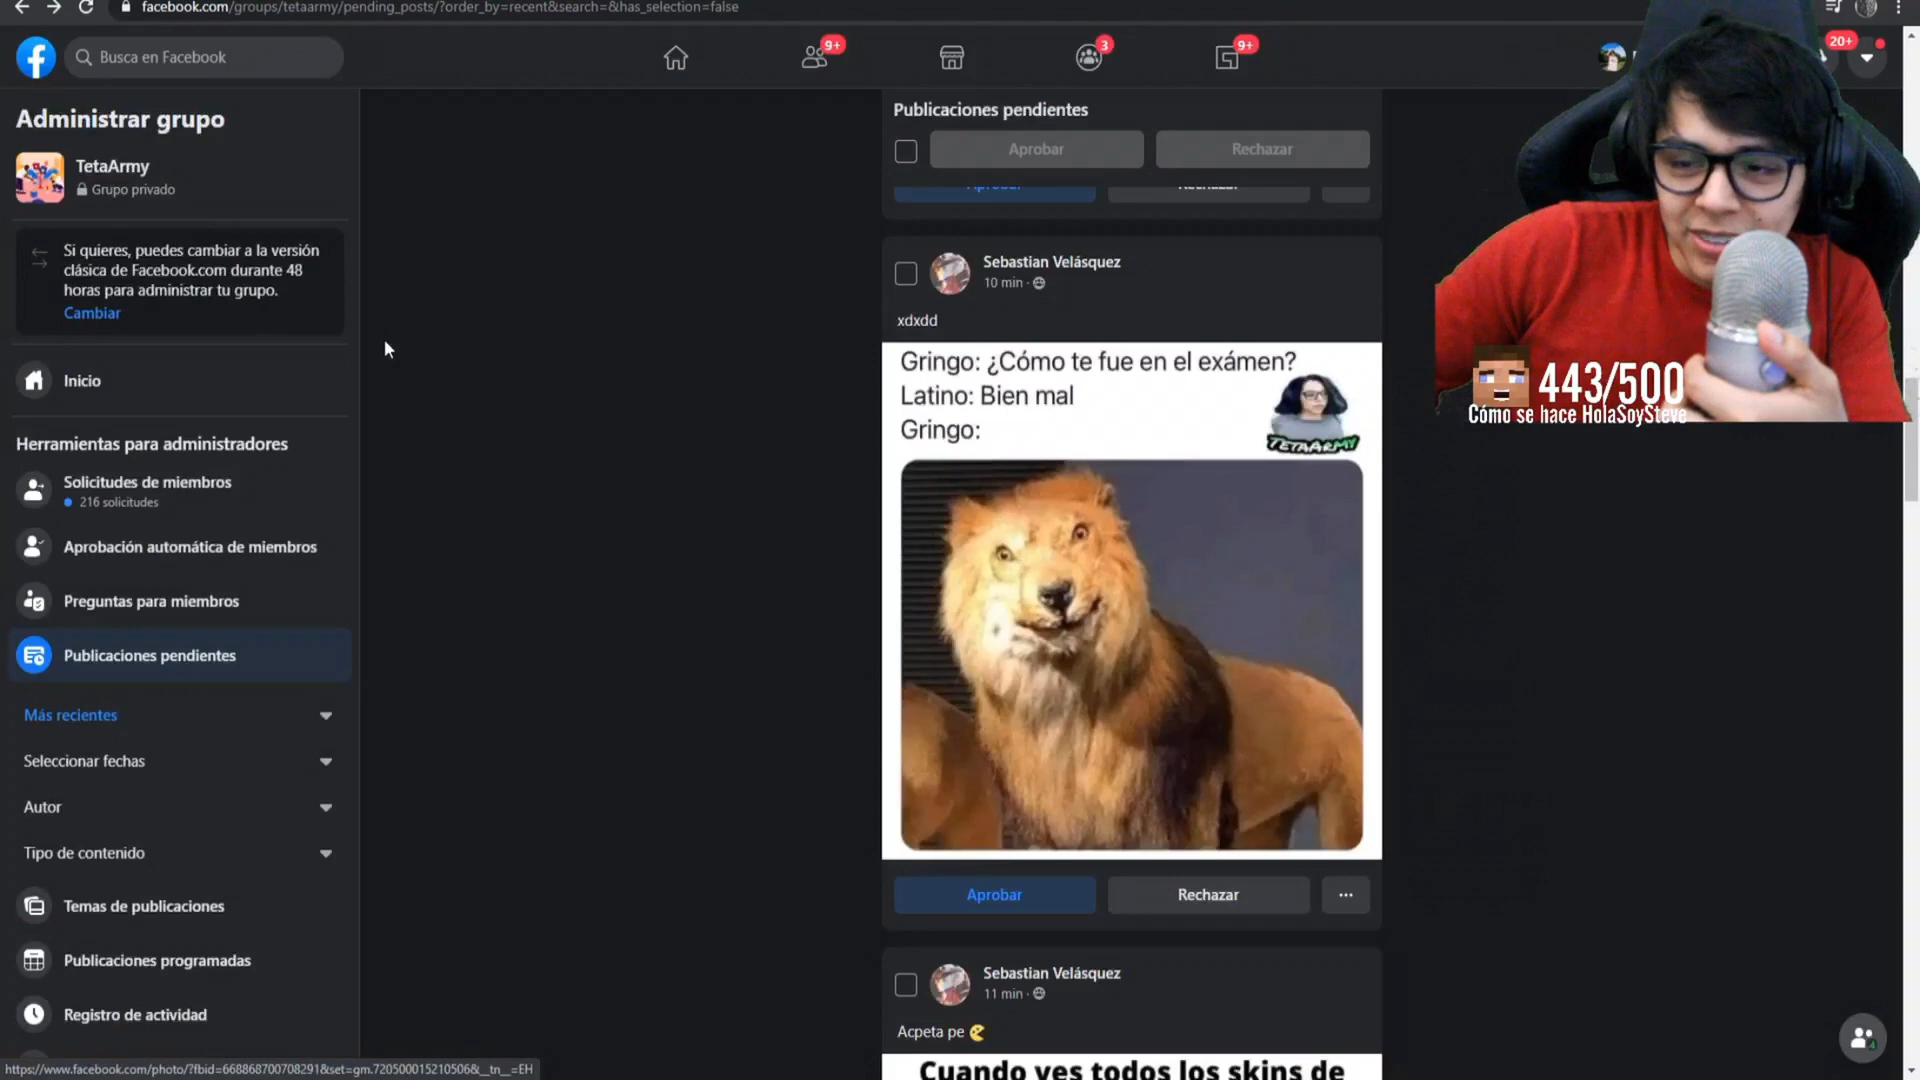 facebook.com/groups/tetaarmy/pending_posts/?order_by=recent&search=&has_selection=false
Busca en Facebook
9+
3
9+
20+
Administrar grupo
TetaArmy
Grupo privado
Si quieres, puedes cambiar a la versión
clásica de Facebook.com durante 48
horas para administrar tu grupo.
Cambiar
Inicio
Herramientas para administradores
Solicitudes de miembros
216 solicitudes
Aprobación automática de miembros
Preguntas para miembros
Publicaciones pendientes
Más recientes
Seleccionar fechas
Autor
Tipo de contenido
Temas de publicaciones
Publicaciones programadas
Registro de actividad
https://www.facebook.com/photo/?fbid=668868700708291&set=gm.7205000152105068&__tn__=EH
Publicaciones pendientes
Aprobar
Rechazar
Aprobar
Rechazar
Sebastian Velásquez
10 min ·
xdxdd
Gringo: ¿Cómo te fue en el exámen?
Latino: Bien mal
Gringo:
TETAARMY
Aprobar
Rechazar
Sebastian Velásquez
11 min ·
Acpeta pe
Cuando ves todos los skins de
443/500
Cómo se hace HolaSoySteve